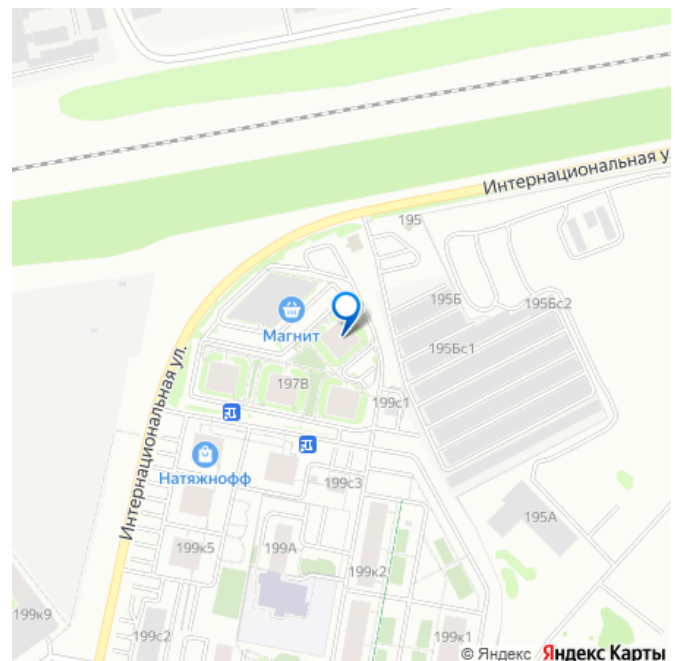 Интернациональная у
195
195Б
195Бс2
Магнит
195Бс1
197В
199с1
Интернациональная ул.
Натяжнофф
199с3
195А
199к5
199А
199к2
199к9
199с2
199к1
© Яндекс Яндекс Карты